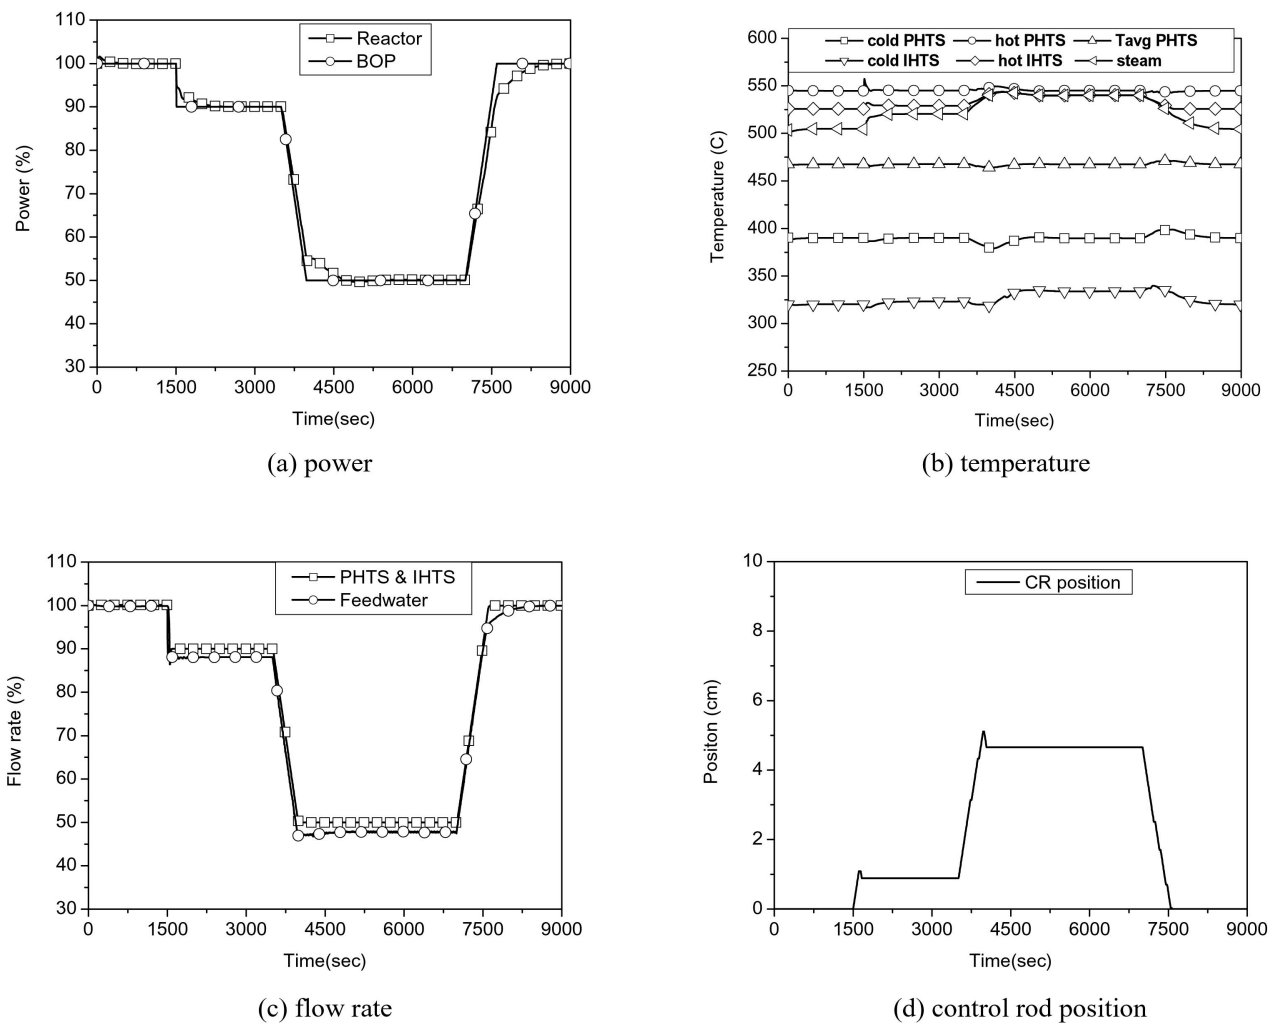 110
100
90
80
70
60
50
40
30
Power (%)
Reactor
BOP
0 1500 3000 4500 6000 7500 9000
Time(sec)
(a) power
600
550
500
450
400
350
300
250
Temperature (C)
cold PHTS hot PHTS Tavg PHTS
cold IHTS hot IHTS steam
0 1500 3000 4500 6000 7500 9000
Time(sec)
(b) temperature
110
100
90
80
70
60
50
40
30
Flow rate (%)
PHTS & IHTS
Feedwater
0 1500 3000 4500 6000 7500 9000
Time(sec)
(c) flow rate
10
8
6
4
2
0
Positon (cm)
CR position
0 1500 3000 4500 6000 7500 9000
Time(sec)
(d) control rod position